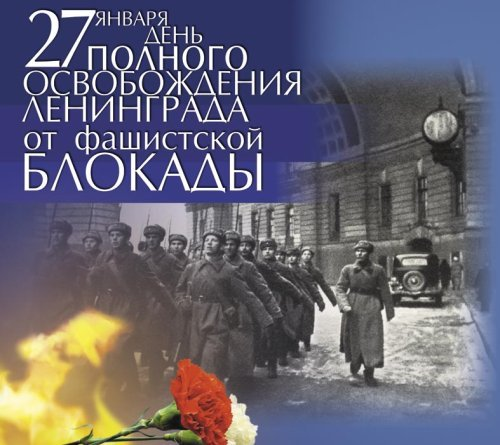 27 ЯНВАРЯ
ДЕНЬ
ПОЛНОГО
ОСВОБОЖДЕНИЯ
ЛЕНИНГРАДА
от фашистской
БЛОКАДЫ